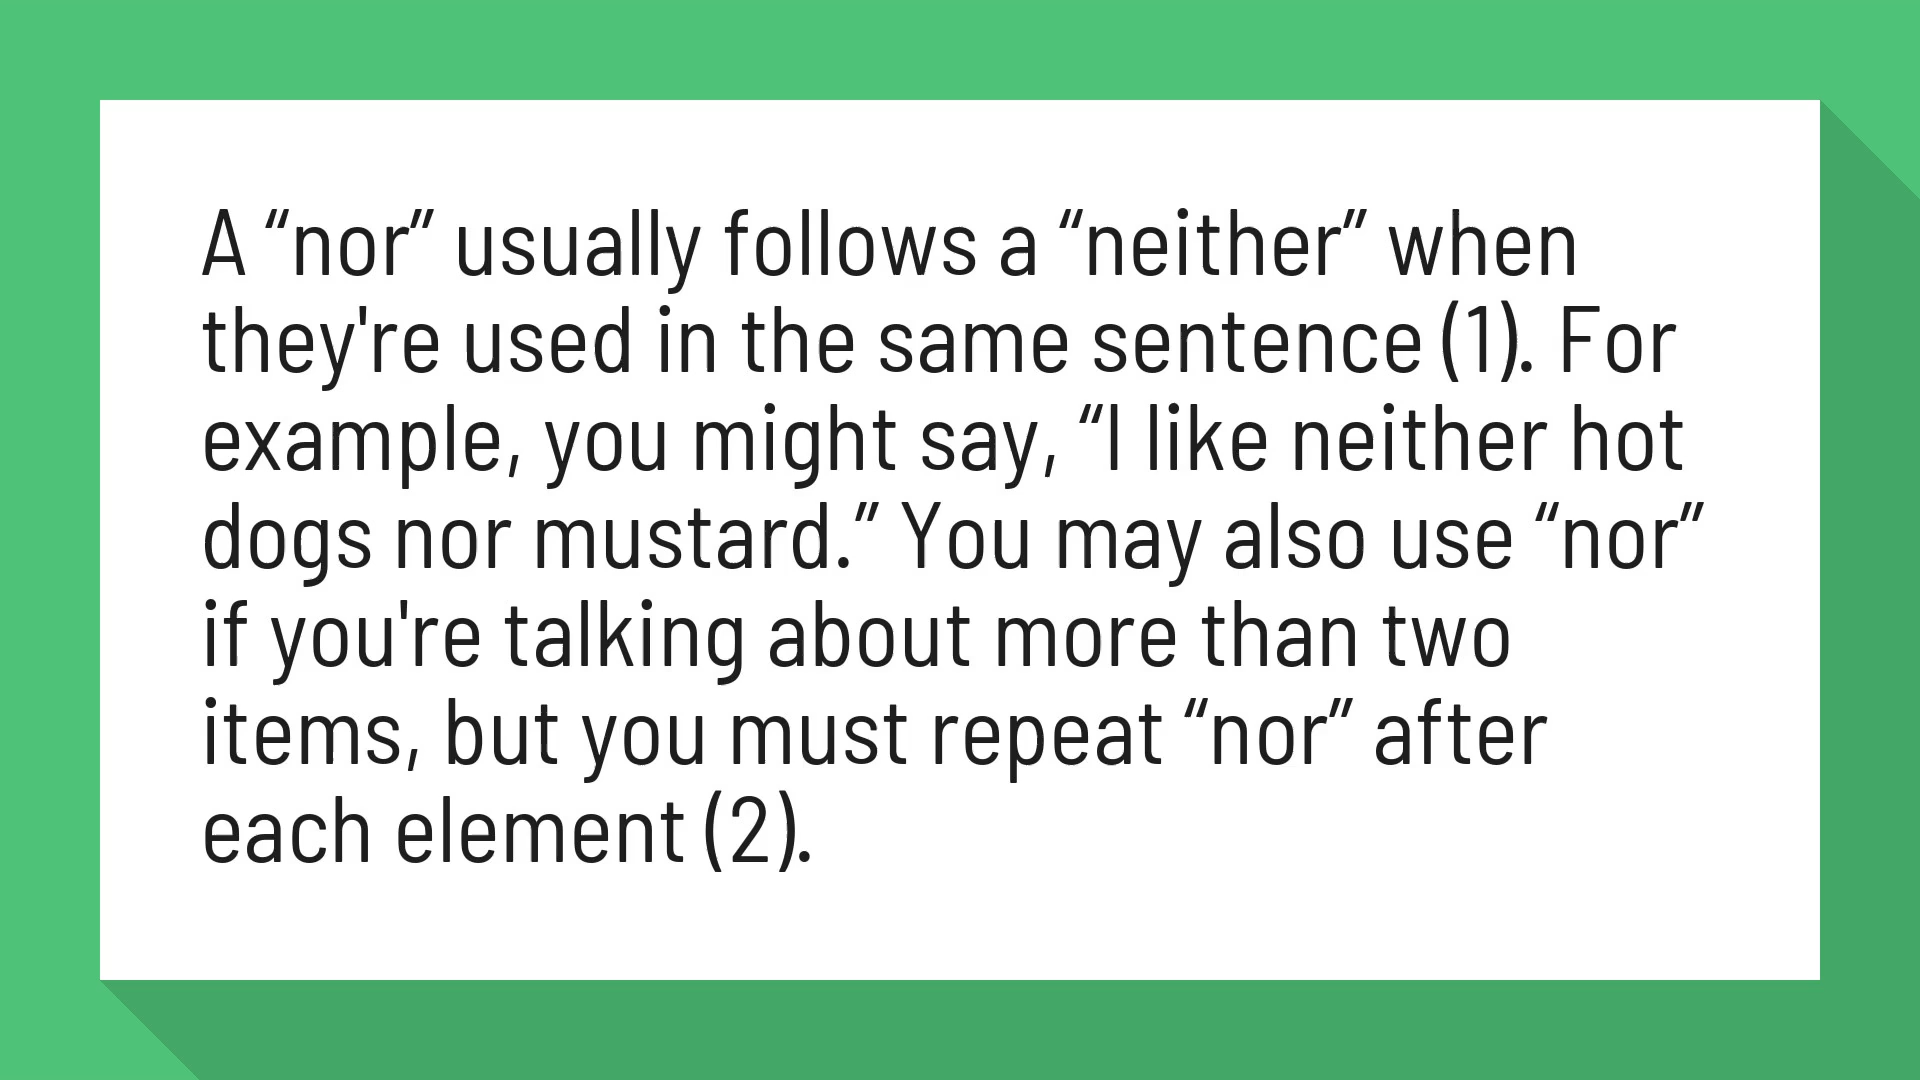 A “nor” usually follows a “neither” when
they're used in the same sentence (1). For
example, you might say, “I like neither hot
dogs nor mustard.” You may also use “nor”
if you're talking about more than two
items, but you must repeat “nor” after
each element (2).